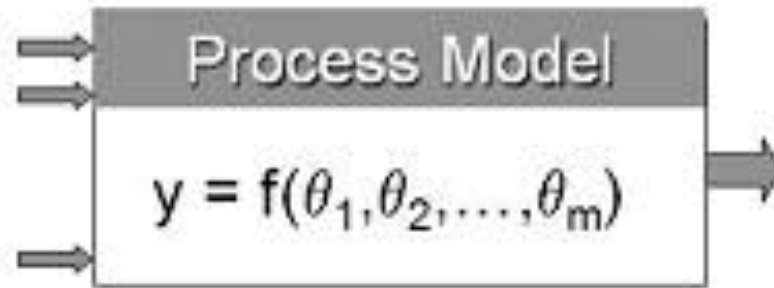 Process Model
y = f(θ₁,θ₂,...,θₘ)